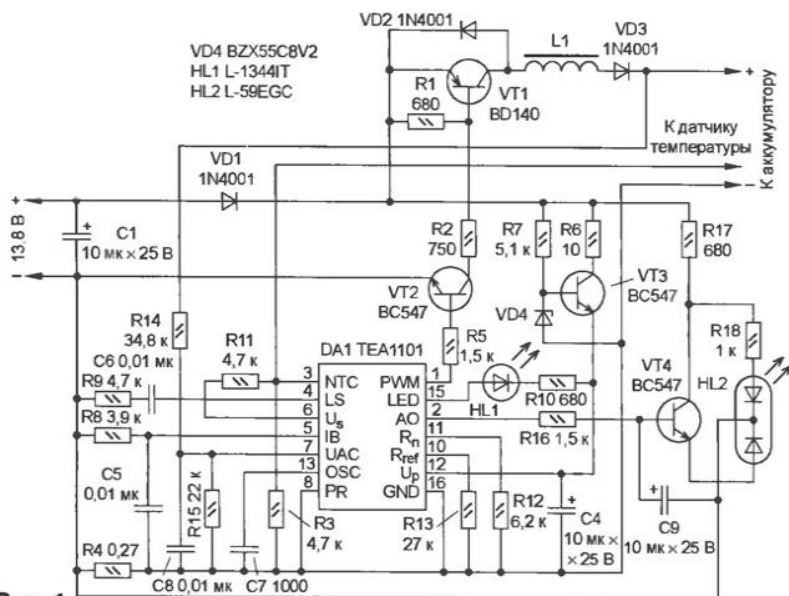 VD4 BZX55C8V2
HL1 L-1344IT
HL2 L-59EGC
VD2 1N4001
VT1
BD140
L1
VD3
1N4001
+
R1
680
К датчику
температуры
К аккумулятору
–
VD1
1N4001
+
13,8 В
–
C1
10 мк × 25 В
R2
750
R7
5,1 к
R6
10
R17
680
VT2
BC547
VT3
BC547
VD4
R14
34,8 к
R11
4,7 к
R5
1,5 к
R18
1 к
DA1 TEA1101
C6 0,01 мк
R9 4,7 к
R8 3,9 к
3 NTC PWM 1
4 LS LED 15
6 Us AO 2
5 IB Rn 11
7 UAC Rref 10
13 OSC Up 12
8 PR GND 16
HL1
R10 680
R16 1,5 к
VT4
BC547
HL2
C5
0,01 мк
R15 22 к
R3
4,7 к
R13
27 к
R12
6,2 к
+
C4
10 мк ×
× 25 В
+
C9
10 мк × 25 В
R4 0,27
C8 0,01 мк
C7 1000